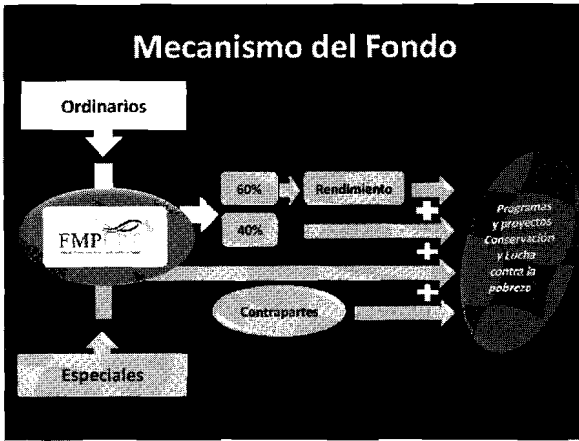 Mecanismo del Fondo
Ordinarios
60%
Rendimiento
40%
FMP
Contrapartes
Especiales
Programas
y proyectos
Conservación
y Lucha
contra la
pobreza